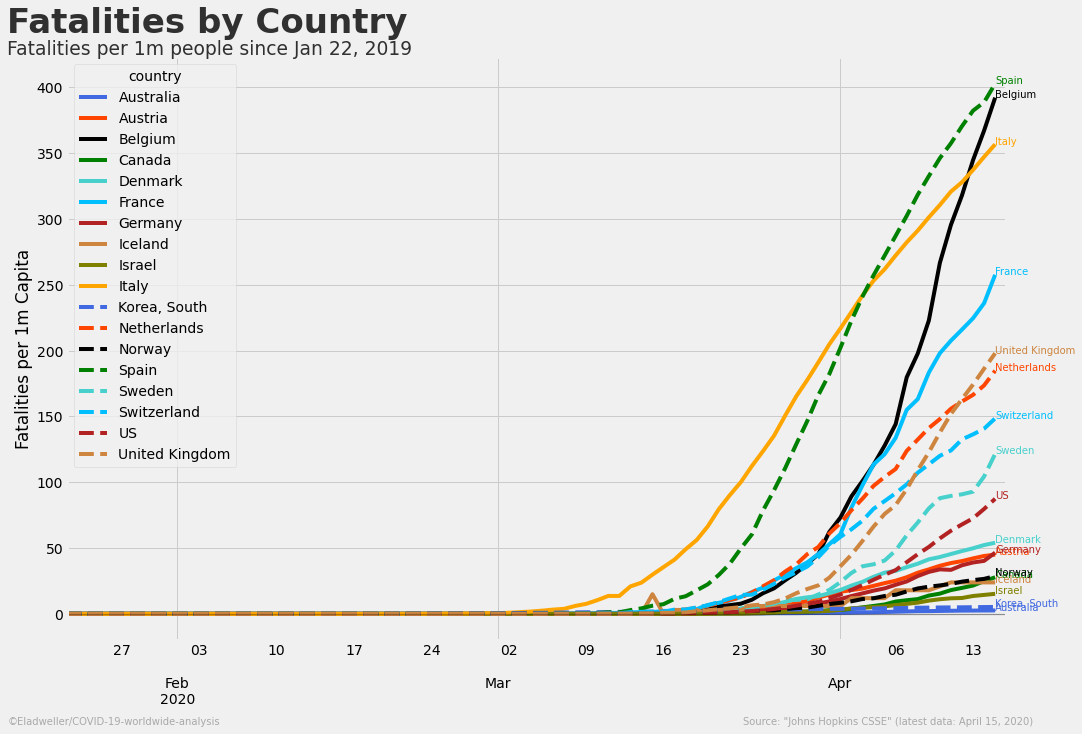 Fatalities by Country
Fatalities per 1m people since Jan 22, 2019
country
Australia
Austria
Belgium
Canada
Denmark
France
Germany
Iceland
Israel
Italy
Korea, South
Netherlands
Norway
Spain
Sweden
Switzerland
US
United Kingdom
Fatalities per 1m Capita
400
350
300
250
200
150
100
50
0
Spain
Belgium
Italy
France
United Kingdom
Netherlands
Switzerland
Sweden
US
Denmark
Germany
Austria
Norway
Canada
Iceland
Israel
Korea, South
Australia
27 03 10 17 24 02 09 16 23 30 06 13
Feb Mar Apr
2020
©Eladweller/COVID-19-worldwide-analysis
Source: "Johns Hopkins CSSE" (latest data: April 15, 2020)